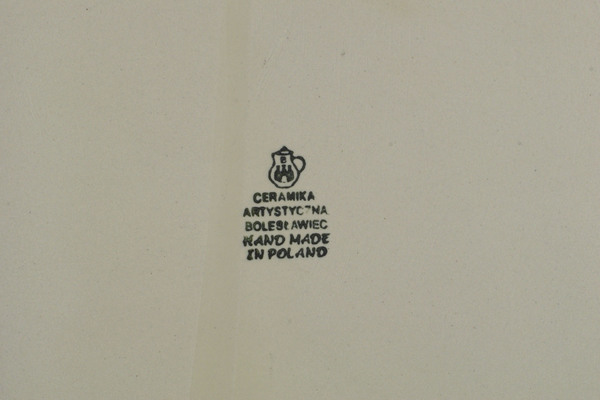 B
CERAMIKA
ARTYSTYCZNA
BOLESŁAWIEC
HAND MADE
IN POLAND